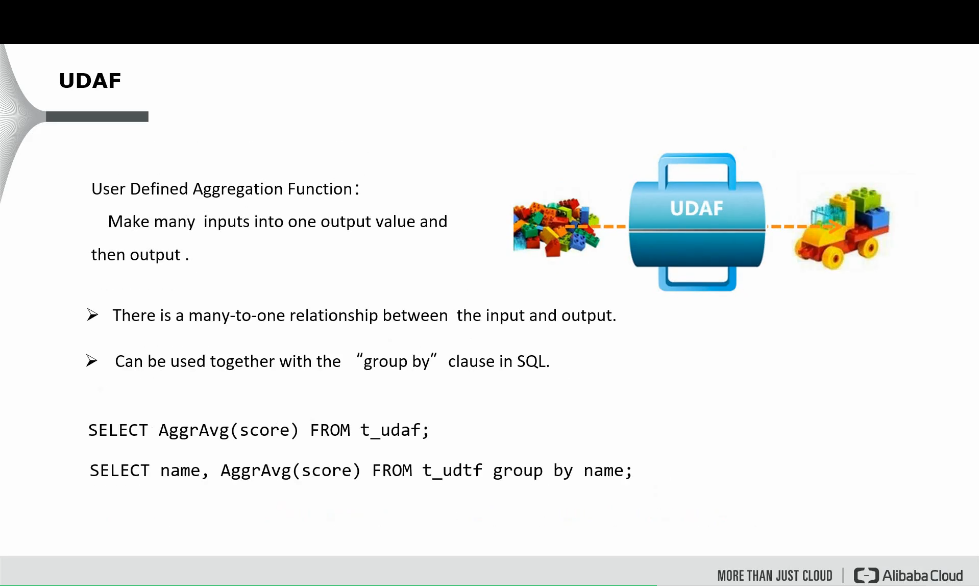 UDAF
User Defined Aggregation Function：
Make many inputs into one output value and
then output .
UDAF
➢ There is a many-to-one relationship between the input and output.
➢ Can be used together with the “group by” clause in SQL.
SELECT AggrAvg(score) FROM t_udaf;
SELECT name, AggrAvg(score) FROM t_udtf group by name;
MORE THAN JUST CLOUD | Alibaba Cloud